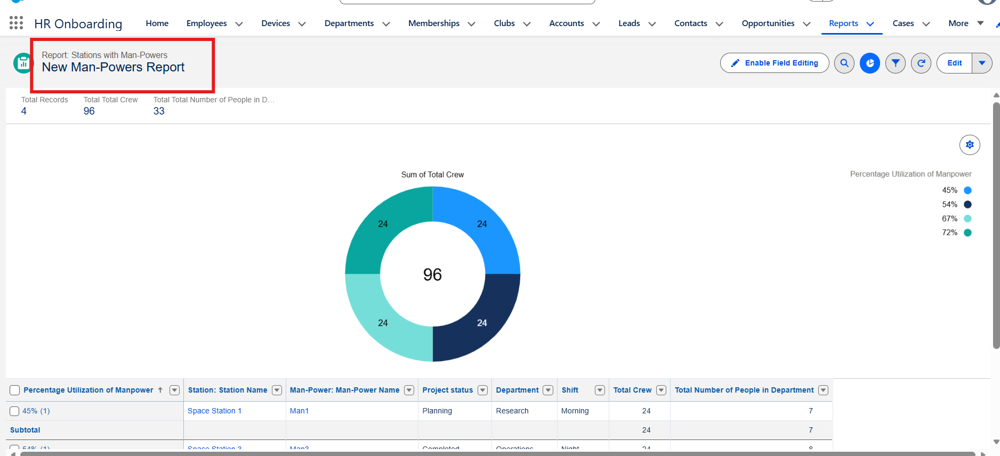 HR Onboarding Home Employees Devices Departments Memberships Clubs Accounts Leads Contacts Opportunities Reports Cases More
Report: Stations with Man-Powers
New Man-Powers Report
Enable Field Editing Edit
Total Records Total Total Crew Total Total Number of People in D...
4 96 33
Sum of Total Crew
Percentage Utilization of Manpower
45%
54%
67%
72%
24 24
96
24 24
Percentage Utilization of Manpower ↑ Station: Station Name Man-Power: Man-Power Name Project status Department Shift Total Crew Total Number of People in Department
45% (1) Space Station 1 Man1 Planning Research Morning 24 7
Subtotal 24 7
54% (1) Space Station 3 Man3 Completed Operations Night 24 8